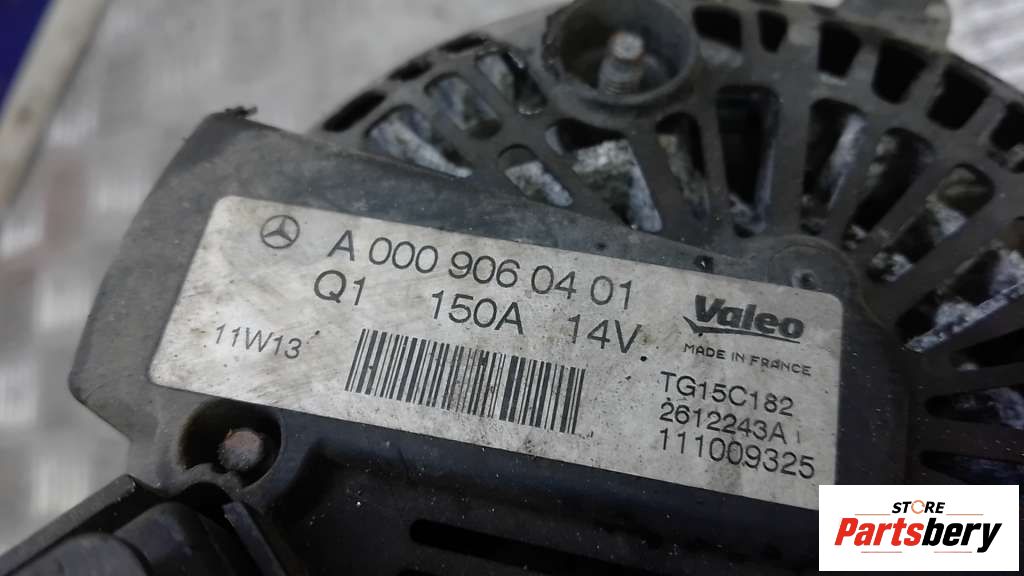 A 000 906 04 01
Q1 150A 14V.
11W13
Valeo
MADE IN FRANCE
TG15C182
2612243A
111009325
STORE
Partsbery